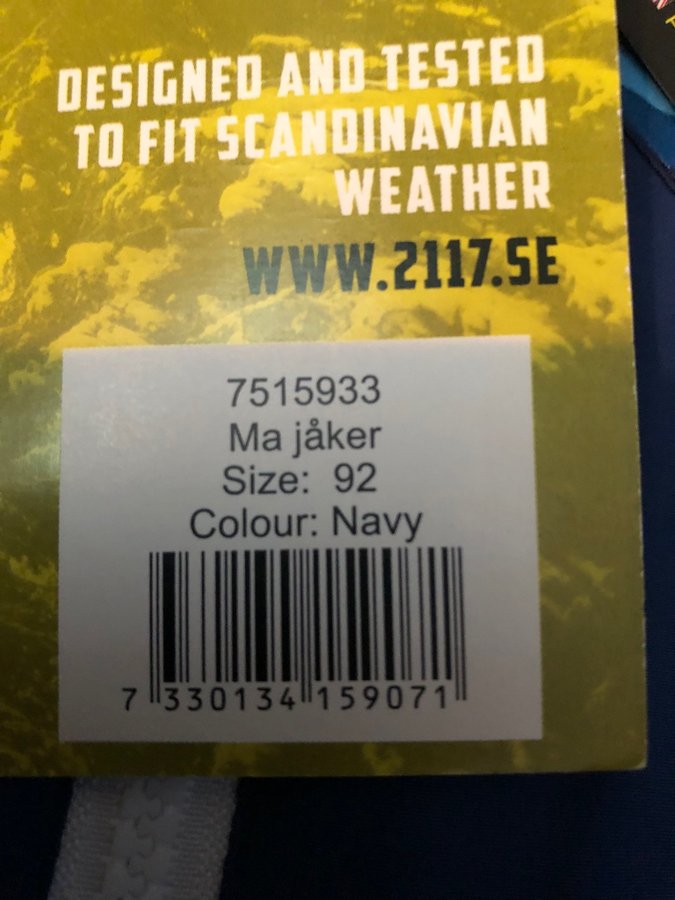 DESIGNED AND TESTED
TO FIT SCANDINAVIAN
WEATHER
WWW.2117.SE
7515933
Ma jåker
Size: 92
Colour: Navy
7 330134 159071